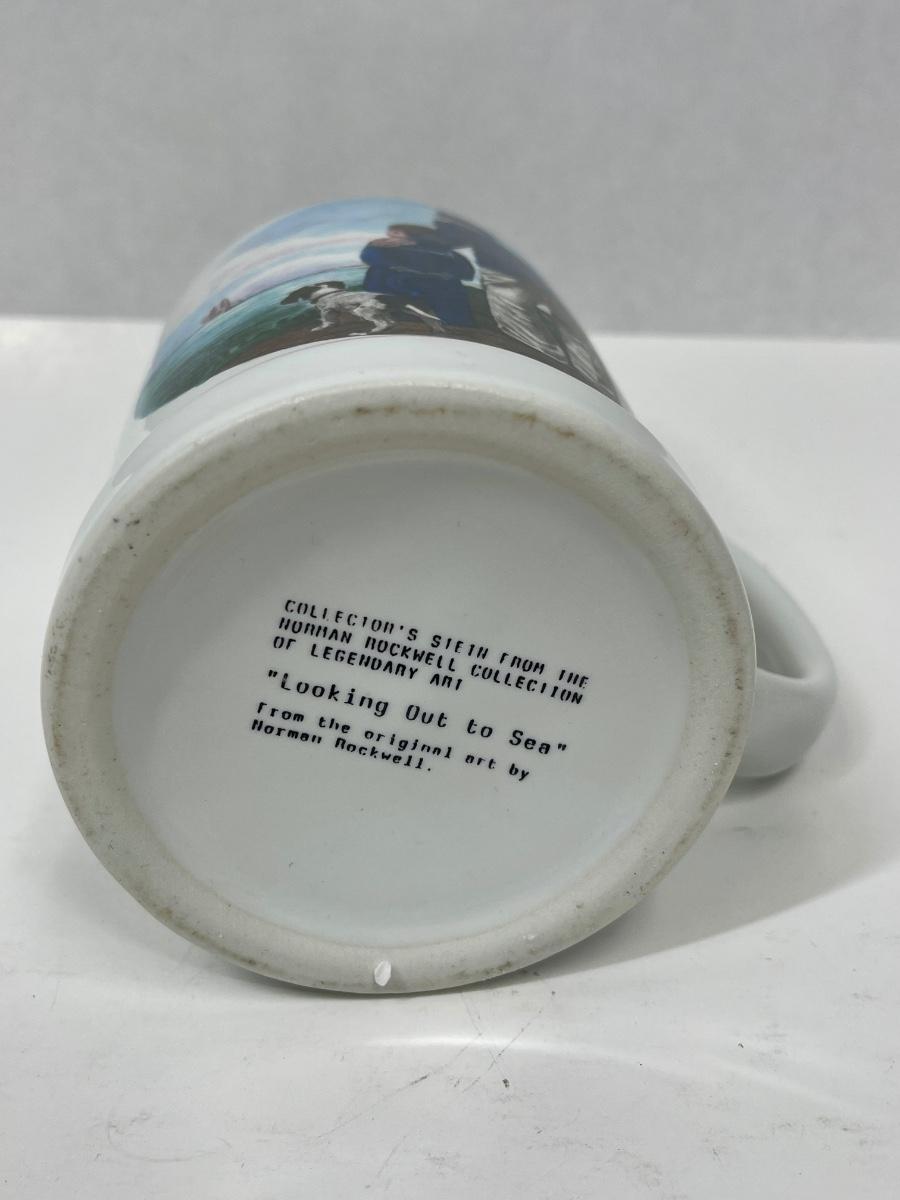 COLLECTOR'S STEIN FROM THE
NORMAN ROCKWELL COLLECTION
OF LEGENDARY ART
"Looking Out to Sea"
From the original art by
Norman Rockwell.